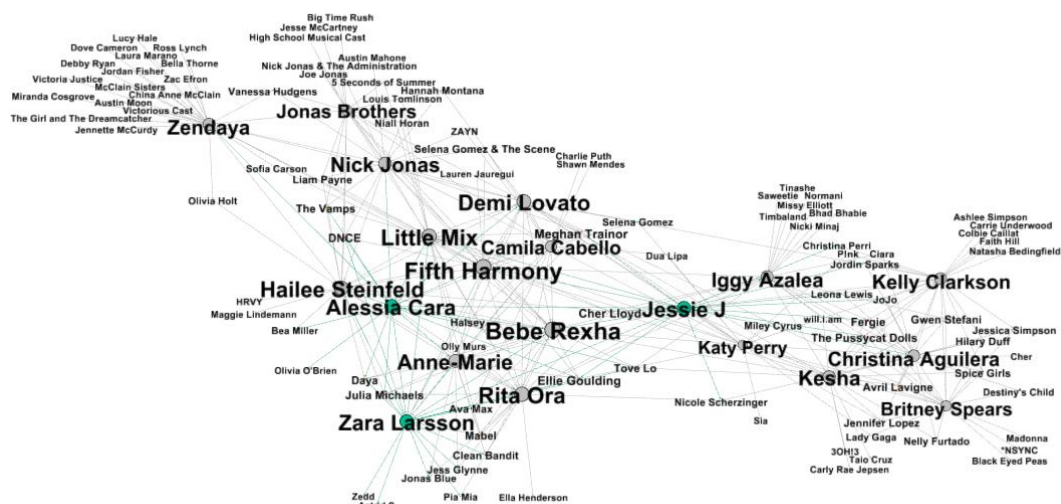 Big Time Rush
Jesse McCartney
High School Musical Cast
Lucy Hale
Dove Cameron
Ross Lynch
Laura Marano
Debby Ryan
Bella Thorne
Jordan Fisher
Victoria Justice
Zac Efron
McClain Sisters
Miranda Cosgrove
China Anne McClain
Austin Moon
Victorious Cast
The Girl and The Dreamcatcher
Jennette McCurdy
Zendaya
Austin Mahone
Nick Jonas & The Administration
Joe Jonas
5 Seconds of Summer
Vanessa Hudgens
Hannah Montana
Louis Tomlinson
Jonas Brothers
Niall Horan
ZAYN
Selena Gomez & The Scene
Charlie Puth
Shawn Mendes
Nick Jonas
Sofia Carson
Lauren Jauregui
Liam Payne
Olivia Holt
The Vamps
Demi Lovato
Tinashe
Saweetie
Normani
Missy Elliott
Bhad Bhabie
Timbaland
Nicki Minaj
Ashlee Simpson
Carrie Underwood
Colbie Caillat
Faith Hill
Natasha Bedingfield
Selena Gomez
DNCE
Little Mix
Meghan Trainor
Camila Cabello
Dua Lipa
Christina Perri
P!nk
Ciara
Jordin Sparks
Fifth Harmony
Iggy Azalea
Kelly Clarkson
Hailee Steinfeld
HRVY
Maggie Lindemann
Alessia Cara
Jessie J
Cher Lloyd
Leona Lewis
JoJo
Bea Miller
Halsey
Bebe Rexha
Miley Cyrus
will.i.am
Fergie
Gwen Stefani
Jessica Simpson
Olly Murs
Katy Perry
The Pussycat Dolls
Hilary Duff
Anne-Marie
Christina Aguilera
Cher
Olivia O'Brien
Daya
Ellie Goulding
Tove Lo
Kesha
Spice Girls
Julia Michaels
Rita Ora
Avril Lavigne
Destiny's Child
Ava Max
Nicole Scherzinger
Britney Spears
Zara Larsson
Sia
Jennifer Lopez
Mabel
Lady Gaga
Nelly Furtado
Madonna
Clean Bandit
3OH!3
*NSYNC
Jess Glynne
Taio Cruz
Black Eyed Peas
Jonas Blue
Carly Rae Jepsen
Zedd
Pia Mia
Ella Henderson